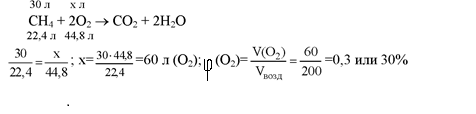 30 л   х л
CH₄ + 2O₂ → CO₂ + 2H₂O
22,4 л   44,8 л
30/22,4 = х/44,8 ; х= 30·44,8/22,4 =60 л (O₂); φ (O₂)= V(O₂)/Vвозд = 60/200 =0,3 или 30%
.